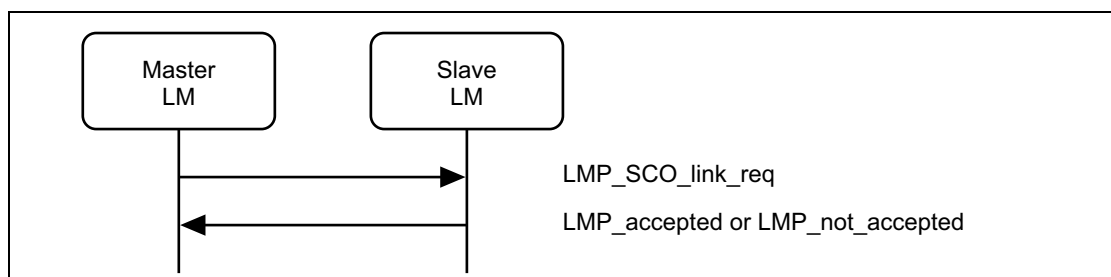 Master
LM
Slave
LM
LMP_SCO_link_req
LMP_accepted or LMP_not_accepted